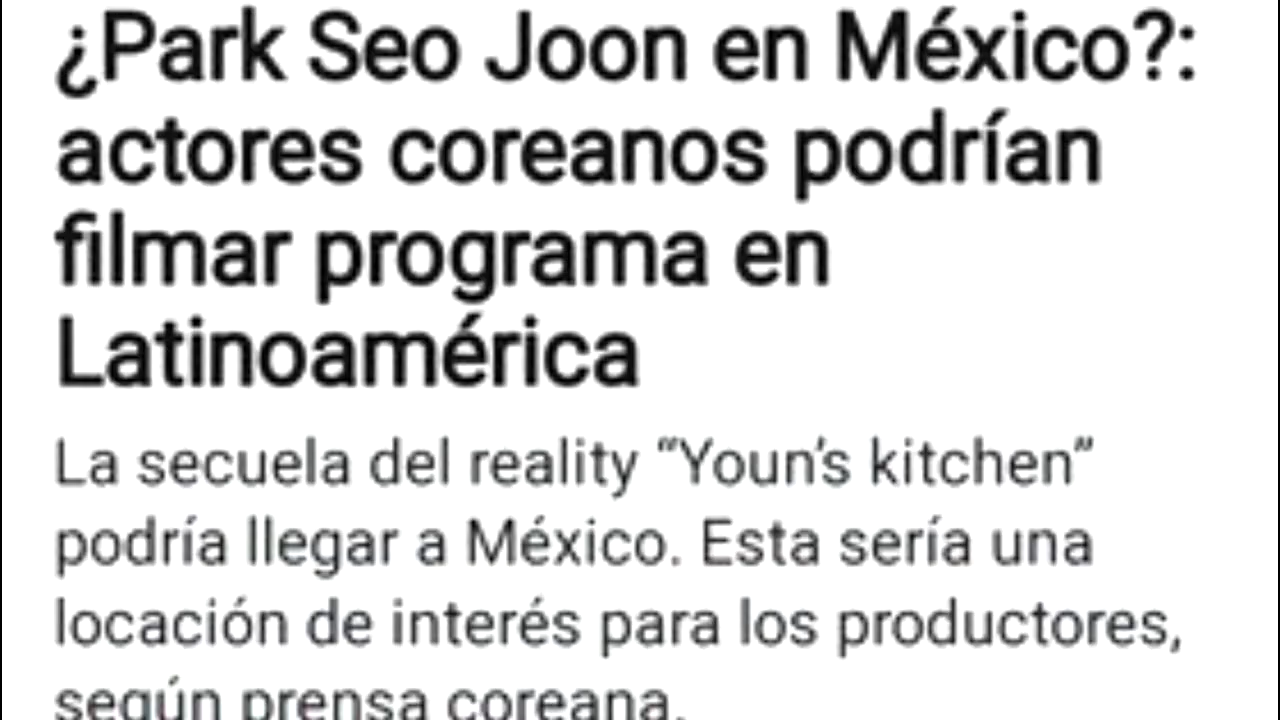 ¿Park Seo Joon en México?:
actores coreanos podrían
filmar programa en
Latinoamérica
La secuela del reality “Youn’s kitchen”
podría llegar a México. Esta sería una
locación de interés para los productores,
según prensa coreana.